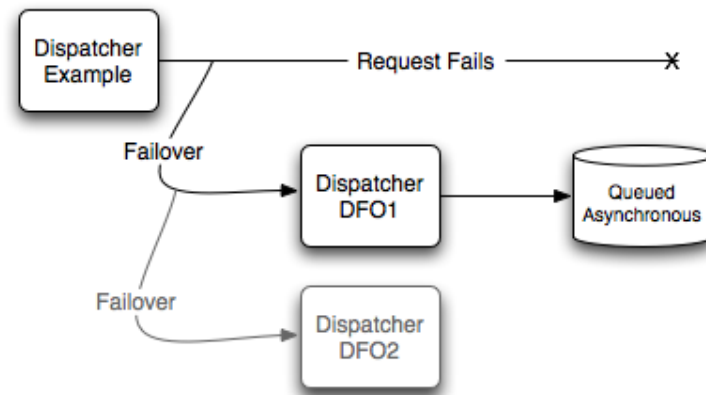 Dispatcher
Example
Request Fails
X
Failover
Dispatcher
DFO1
Queued
Asynchronous
Failover
Dispatcher
DFO2